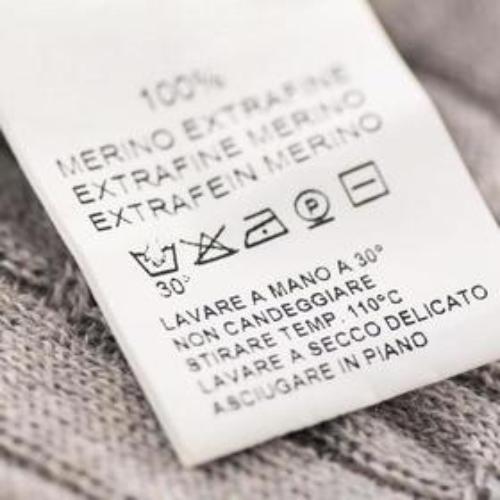 100%
MERINO EXTRAFINE
EXTRAFINE MERINO
EXTRAFEIN MERINO
P
30°
LAVARE A MANO A 30°
NON CANDEGGIARE
STIRARE TEMP. 110°C
LAVARE A SECCO DELICATO
ASCIUGARE IN PIANO